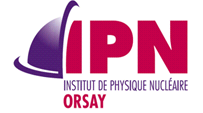 IPN
INSTITUT DE PHYSIQUE NUCLÉAIRE
ORSAY